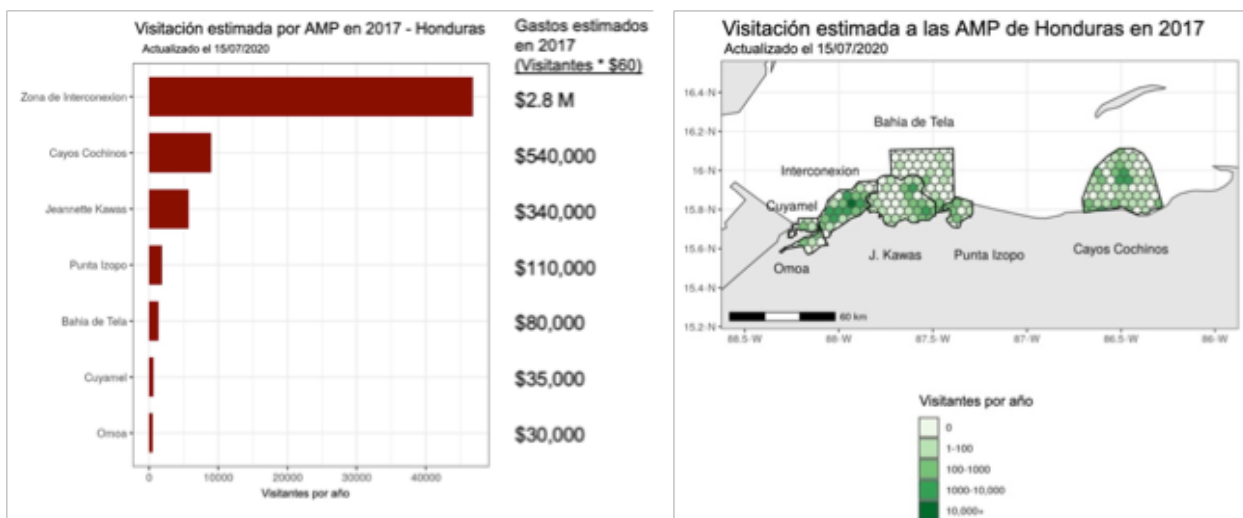 Visitación estimada por AMP en 2017 - Honduras
Actualizado el 15/07/2020
Gastos estimados
en 2017
(Visitantes * $60)
Zona de Interconexion
$2.8 M
Cayos Cochinos
$540,000
Jeannette Kawas
$340,000
Punta Izopo
$110,000
Bahia de Tela
$80,000
Cuyamel
$35,000
Omoa
$30,000
0
10000
20000
30000
40000
Visitantes por año
Visitación estimada a las AMP de Honduras en 2017
Actualizado el 15/07/2020
16.4°N
16.2°N
16°N
15.8°N
15.6°N
15.4°N
15.2°N
Bahia de Tela
Interconexion
Cuyamel
Omoa
J. Kawas
Punta Izopo
Cayos Cochinos
60 km
88.5°W
88°W
87.5°W
87°W
86.5°W
86°W
Visitantes por año
0
1-100
100-1000
1000-10,000
10,000+